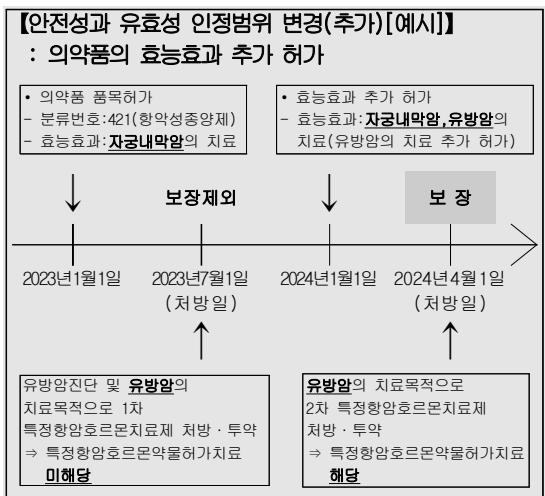 【안전성과 유효성 인정범위 변경(추가)[예시]】
: 의약품의 효능효과 추가 허가
• 의약품 품목허가
- 분류번호:421(항악성종양제)
- 효능효과:자궁내막암의 치료
• 효능효과 추가 허가
- 효능효과:자궁내막암,유방암의
치료(유방암의 치료 추가 허가)
보장제외
보 장
2023년1월1일
2023년7월1일
(처방일)
2024년1월1일
2024년4월1일
(처방일)
유방암진단 및 유방암의
치료목적으로 1차
특정항암호르몬치료제 처방·투약
⇒ 특정항암호르몬약물허가치료
미해당
유방암의 치료목적으로
2차 특정항암호르몬치료제
처방·투약
⇒ 특정항암호르몬약물허가치료
해당